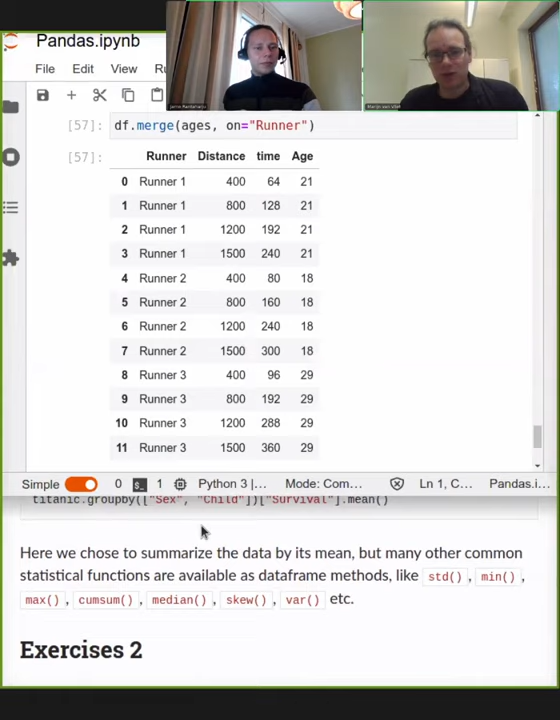 Pandas.ipynb
File Edit View
[57]: df.merge(ages, on="Runner")
[57]: Runner Distance time Age
0 Runner 1 400 64 21
1 Runner 1 800 128 21
2 Runner 1 1200 192 21
3 Runner 1 1500 240 21
4 Runner 2 400 80 18
5 Runner 2 800 160 18
6 Runner 2 1200 240 18
7 Runner 2 1500 300 18
8 Runner 3 400 96 29
9 Runner 3 800 192 29
10 Runner 3 1200 288 29
11 Runner 3 1500 360 29
Simple 0 $_ 1 Python 3 |... Mode: Com... Ln 1, C... Pandas.i...
titanic.groupby(["Sex", "Child"])["Survival"].mean()
Here we chose to summarize the data by its mean, but many other common
statistical functions are available as dataframe methods, like std() , min() ,
max() , cumsum() , median() , skew() , var() etc.
Exercises 2